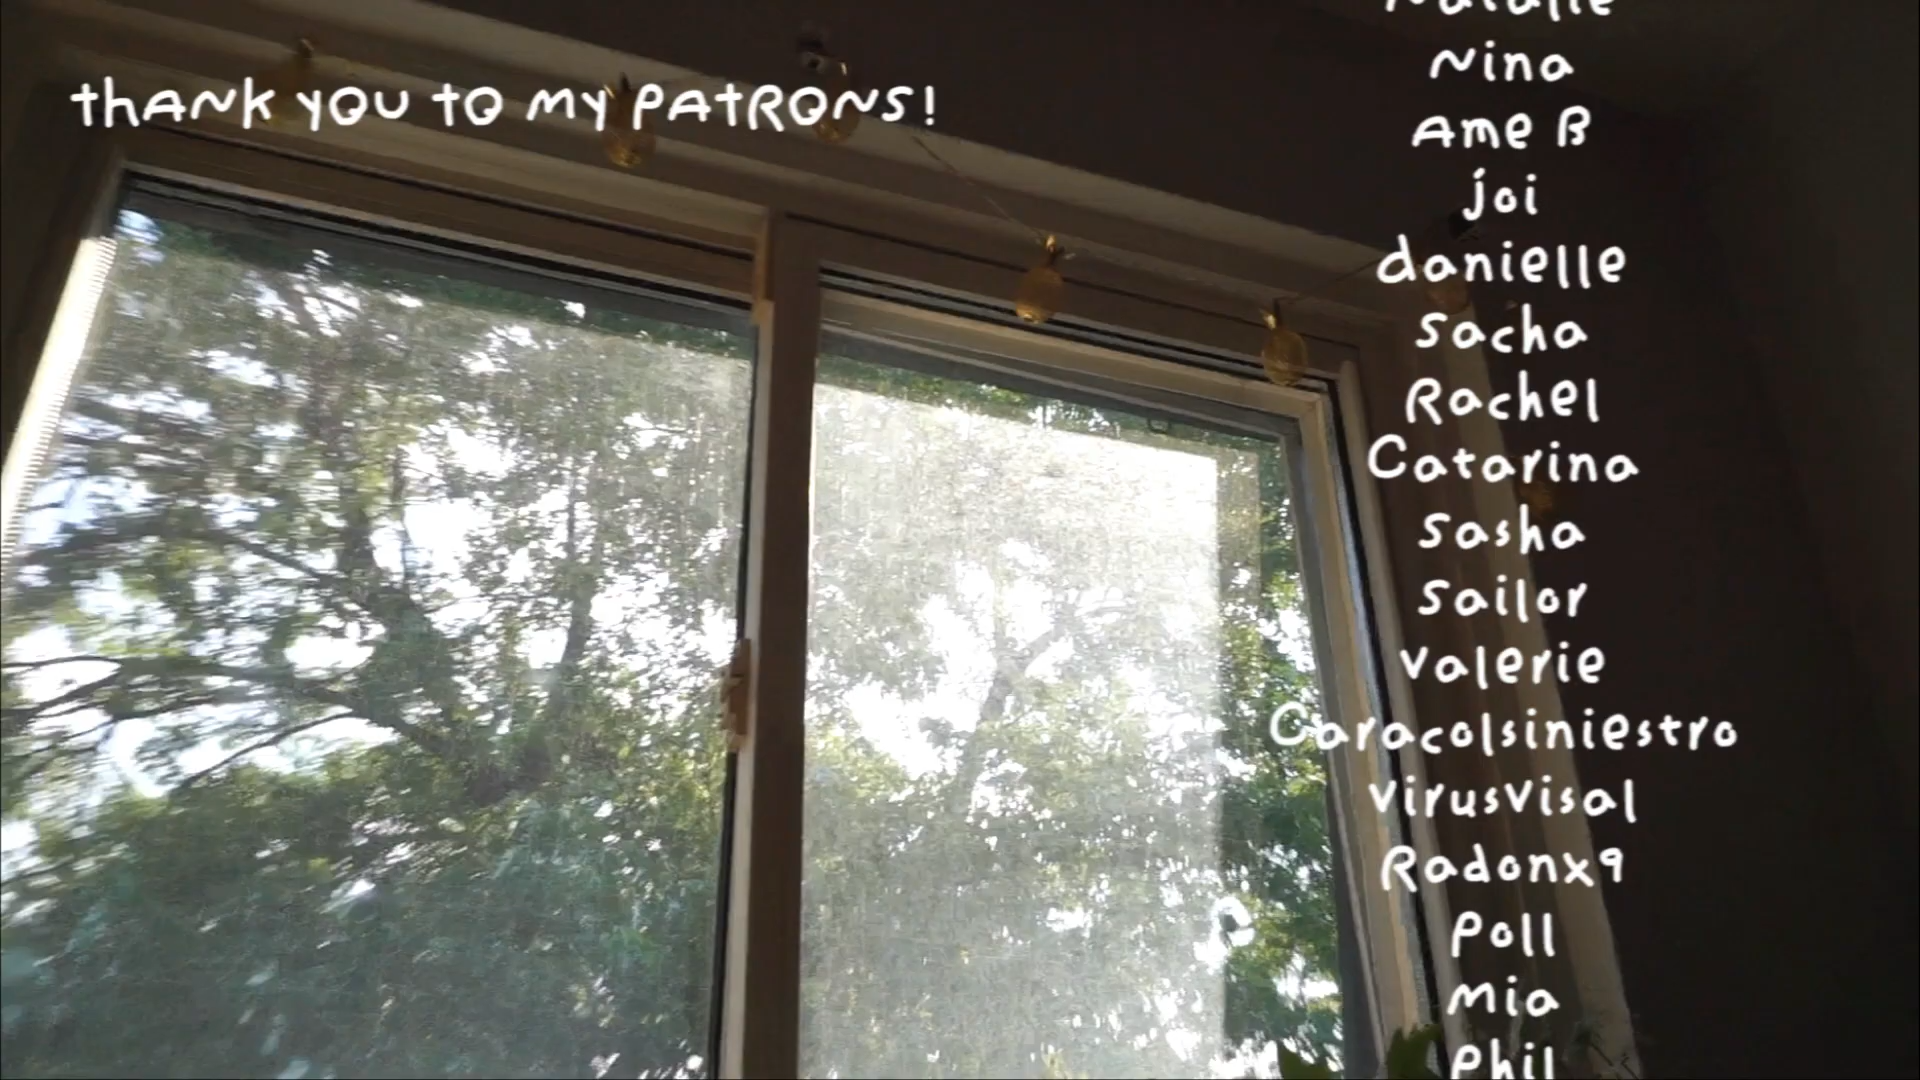 thANK YOU TO MY PATRONS!
Natalie
Nina
Ame B
joi
danielle
Sacha
Rachel
Catarina
Sasha
Sailor
Valerie
Caracolsiniestro
VirusVisal
Radonx9
Poll
Mia
Phil